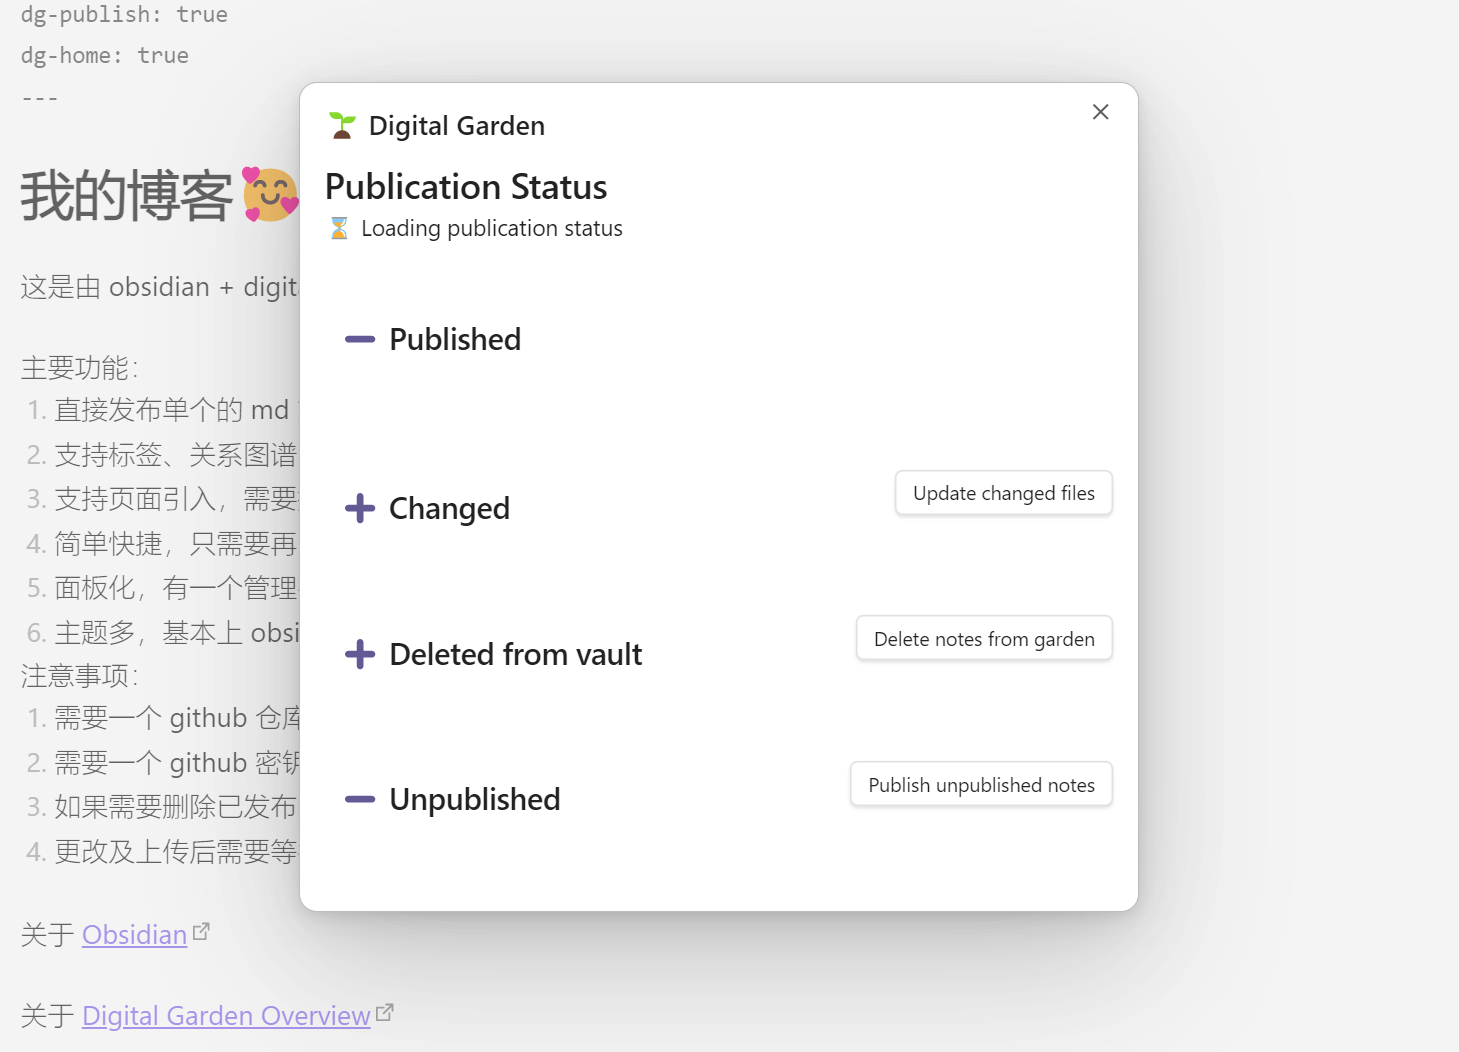 dg-publish: true
dg-home: true
---
我的博客🥰
这是由 obsidian + digit
主要功能：
1. 直接发布单个的 md
2. 支持标签、关系图谱
3. 支持页面引入，需要
4. 简单快捷，只需要再
5. 面板化，有一个管理
6. 主题多，基本上 obsi
注意事项：
1. 需要一个 github 仓库
2. 需要一个 github 密钥
3. 如果需要删除已发布
4. 更改及上传后需要等
关于 Obsidian
关于 Digital Garden Overview
🌱 Digital Garden
Publication Status
⏳ Loading publication status
Published
Changed
Update changed files
Deleted from vault
Delete notes from garden
Unpublished
Publish unpublished notes